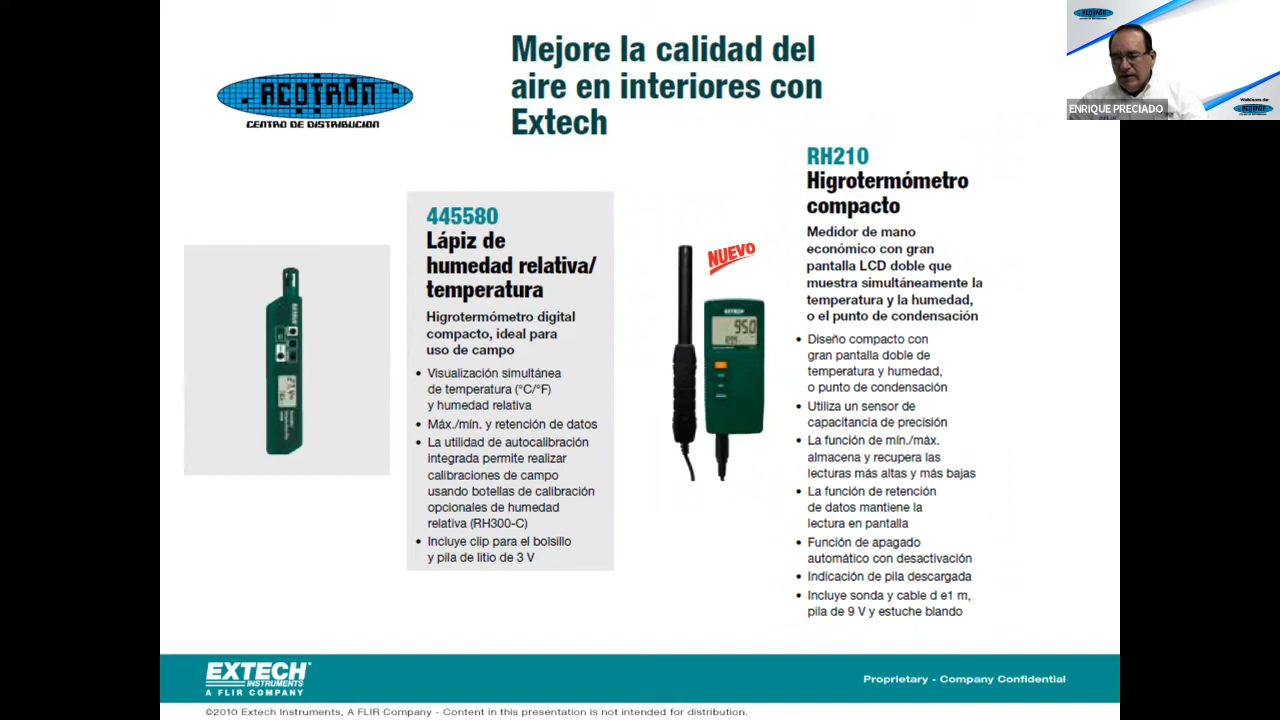 Mejore la calidad del
aire en interiores con
Extech
ACOTRÓN
CENTRO DE DISTRIBUCIÓN
445580
Lápiz de
humedad relativa/
temperatura
Higrotermómetro digital
compacto, ideal para
uso de campo
• Visualización simultánea
de temperatura (°C/°F)
y humedad relativa
• Máx./mín. y retención de datos
• La utilidad de autocalibración
integrada permite realizar
calibraciones de campo
usando botellas de calibración
opcionales de humedad
relativa (RH300-C)
• Incluye clip para el bolsillo
y pila de litio de 3 V
NUEVO
EXTECH
95.0
RH210
Higrotermómetro
compacto
Medidor de mano
económico con gran
pantalla LCD doble que
muestra simultáneamente la
temperatura y la humedad,
o el punto de condensación
• Diseño compacto con
gran pantalla doble de
temperatura y humedad,
o punto de condensación
• Utiliza un sensor de
capacitancia de precisión
• La función de mín./máx.
almacena y recupera las
lecturas más altas y más bajas
• La función de retención
de datos mantiene la
lectura en pantalla
• Función de apagado
automático con desactivación
• Indicación de pila descargada
• Incluye sonda y cable d e1 m,
pila de 9 V y estuche blando
EXTECH
INSTRUMENTS
A FLIR COMPANY
Proprietary - Company Confidential
©2010 Extech Instruments, A FLIR Company - Content in this presentation is not intended for distribution.
ACOTRÓN
ENRIQUE PRECIADO
Webinars de:
ACOTRÓN